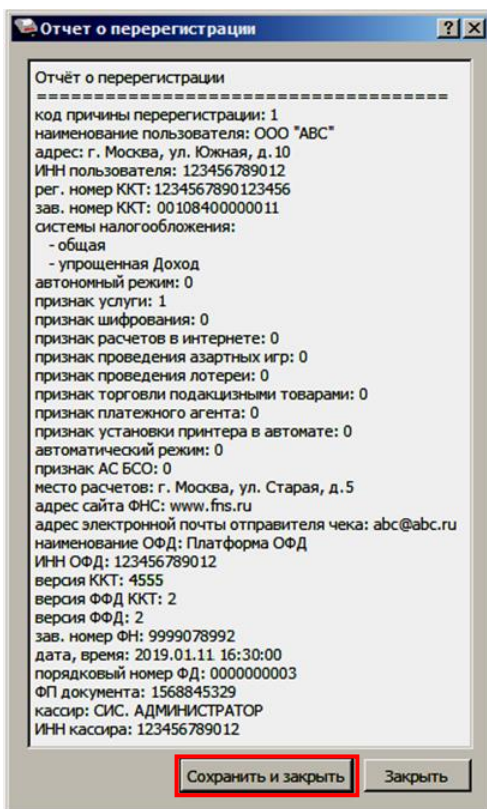 Отчет о перерегистрации
Отчёт о перерегистрации
====================================
код причины перерегистрации: 1
наименование пользователя: ООО "АВС"
адрес: г. Москва, ул. Южная, д.10
ИНН пользователя: 123456789012
рег. номер ККТ: 1234567890123456
зав. номер ККТ: 00108400000011
системы налогообложения:
- общая
- упрощенная Доход
автономный режим: 0
признак услуги: 1
признак шифрования: 0
признак расчетов в интернете: 0
признак проведения азартных игр: 0
признак проведения лотереи: 0
признак торговли подакцизными товарами: 0
признак платежного агента: 0
признак установки принтера в автомате: 0
автоматический режим: 0
признак АС БСО: 0
место расчетов: г. Москва, ул. Старая, д.5
адрес сайта ФНС: www.fns.ru
адрес электронной почты отправителя чека: abc@abc.ru
наименование ОФД: Платформа ОФД
ИНН ОФД: 123456789012
версия ККТ: 4555
версия ФФД ККТ: 2
версия ФФД: 2
зав. номер ФН: 9999078992
дата, время: 2019.01.11 16:30:00
порядковый номер ФД: 0000000003
ФП документа: 1568845329
кассир: СИС. АДМИНИСТРАТОР
ИНН кассира: 123456789012
Сохранить и закрыть Закрыть